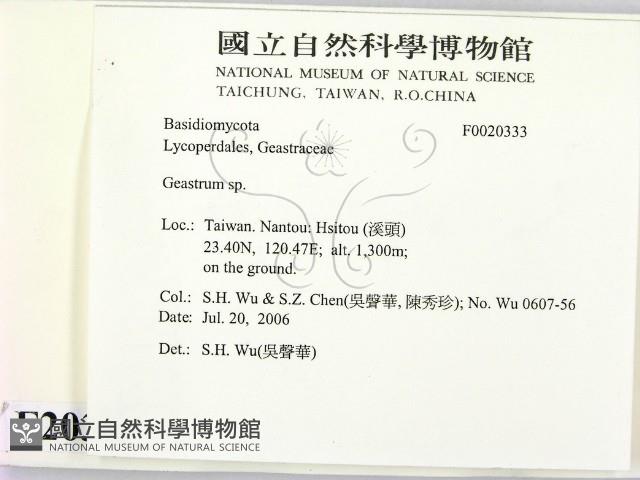 國立自然科學博物館
NATIONAL MUSEUM OF NATURAL SCIENCE
TAICHUNG, TAIWAN, R.O.CHINA
Basidiomycota F0020333
Lycoperdales, Geastraceae
Geastrum sp.
Loc.: Taiwan. Nantou: Hsitou (溪頭)
23.40N, 120.47E; alt. 1,300m;
on the ground.
Col.: S.H. Wu & S.Z. Chen(吳聲華, 陳秀珍); No. Wu 0607-56
Date: Jul. 20, 2006
Det.: S.H. Wu(吳聲華)
國立自然科學博物館
NATIONAL MUSEUM OF NATURAL SCIENCE